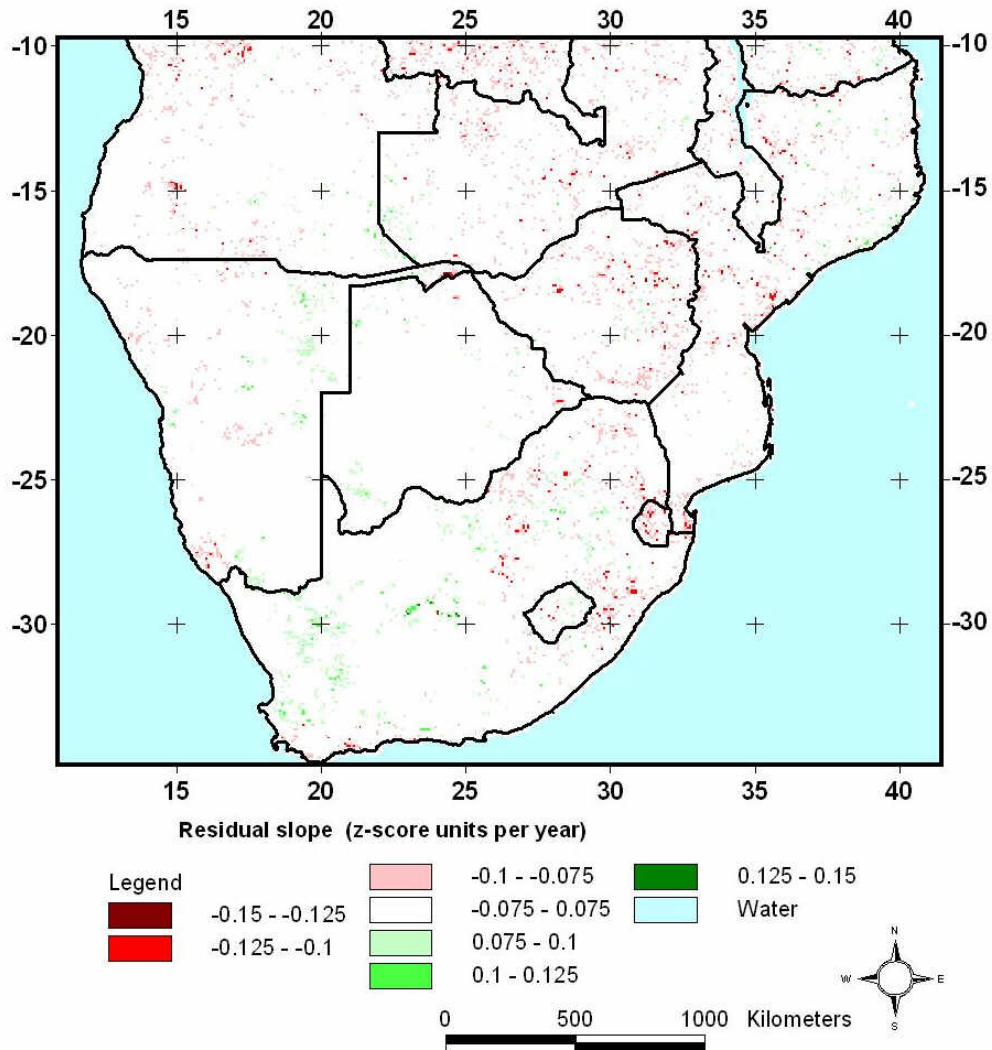 15 20 25 30 35 40
-10 -10
-15 -15
-20 -20
-25 -25
-30 -30
15 20 25 30 35 40
Residual slope (z-score units per year)
Legend
-0.15 - -0.125
-0.125 - -0.1
-0.1 - -0.075
-0.075 - 0.075
0.075 - 0.1
0.1 - 0.125
0.125 - 0.15
Water
N
W E
S
0 500 1000 Kilometers